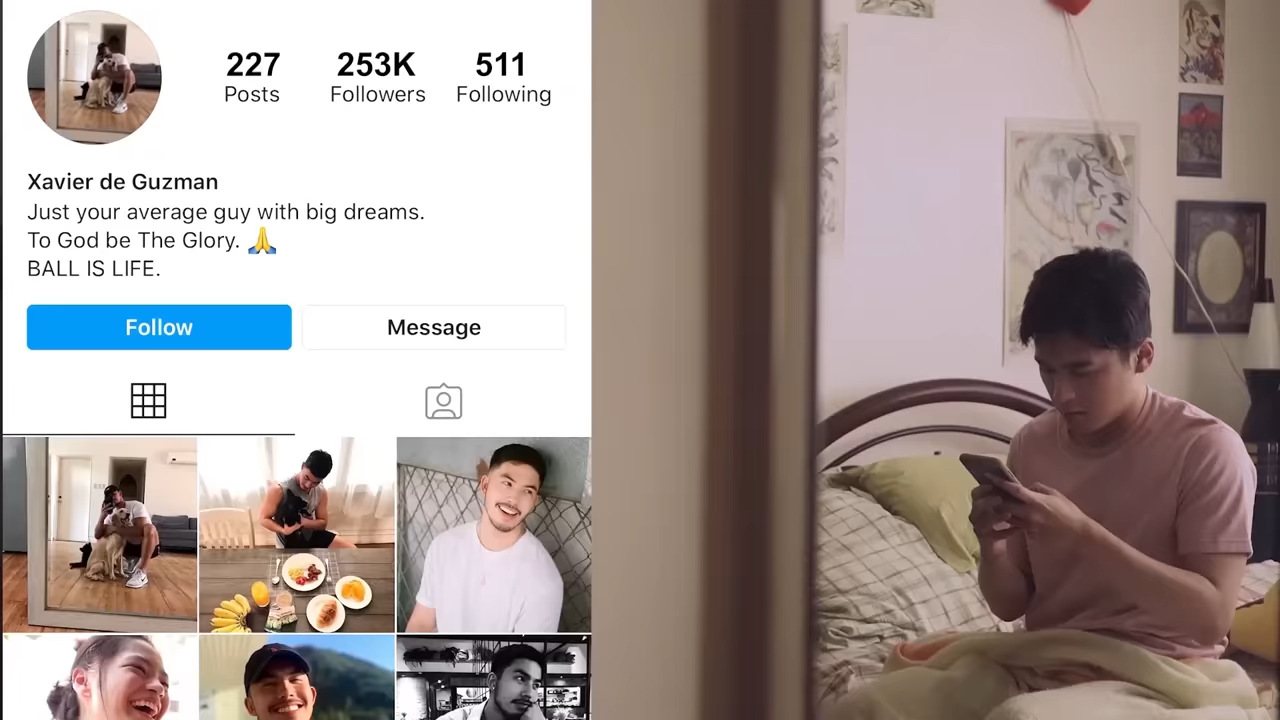 227 253K 511
Posts Followers Following
Xavier de Guzman
Just your average guy with big dreams.
To God be The Glory. 🙏
BALL IS LIFE.
Follow Message